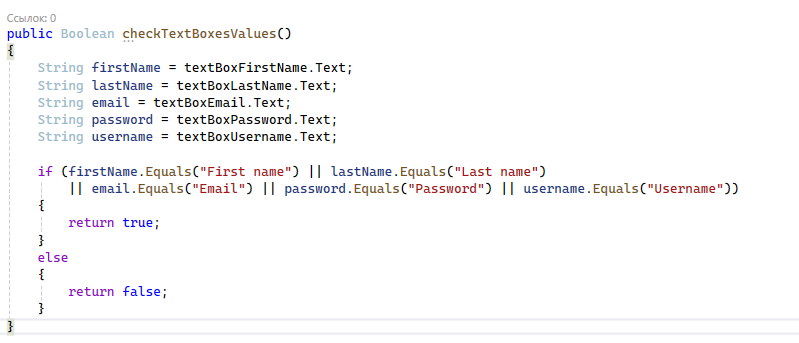 Ссылок: 0
public Boolean checkTextBoxesValues()
{
    String firstName = textBoxFirstName.Text;
    String lastName = textBoxLastName.Text;
    String email = textBoxEmail.Text;
    String password = textBoxPassword.Text;
    String username = textBoxUsername.Text;

    if (firstName.Equals("First name") || lastName.Equals("Last name")
        || email.Equals("Email") || password.Equals("Password") || username.Equals("Username"))
    {
        return true;
    }
    else
    {
        return false;
    }
}